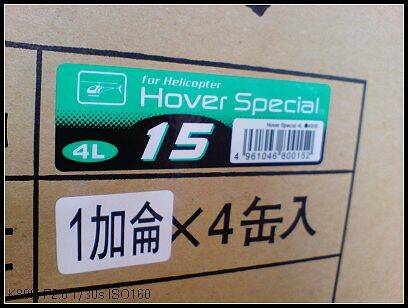 for Helicopter
Hover Special
4L
15
Hover Special 4L
4 961046 800152
1加侖×4缶入
F2.8 1/30s ISO160